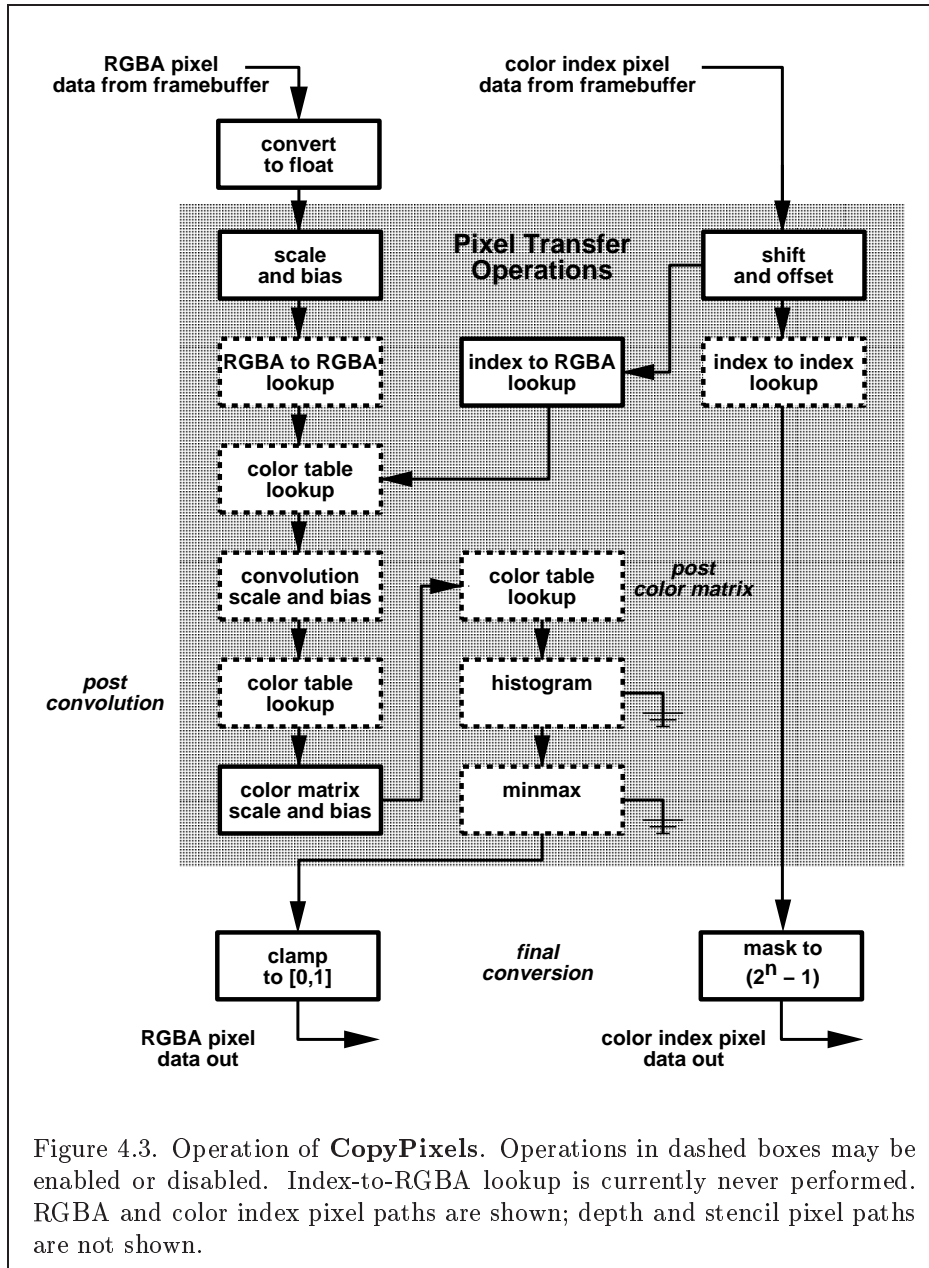 RGBA pixel
data from framebuffer
color index pixel
data from framebuffer
convert
to float
Pixel Transfer
Operations
scale
and bias
shift
and offset
RGBA to RGBA
lookup
index to RGBA
lookup
index to index
lookup
color table
lookup
convolution
scale and bias
color table
lookup
post
color matrix
post
convolution
color table
lookup
histogram
color matrix
scale and bias
minmax
clamp
to [0,1]
final
conversion
mask to
(2^n – 1)
RGBA pixel
data out
color index pixel
data out
Figure 4.3. Operation of CopyPixels. Operations in dashed boxes may be
enabled or disabled. Index-to-RGBA lookup is currently never performed.
RGBA and color index pixel paths are shown; depth and stencil pixel paths
are not shown.